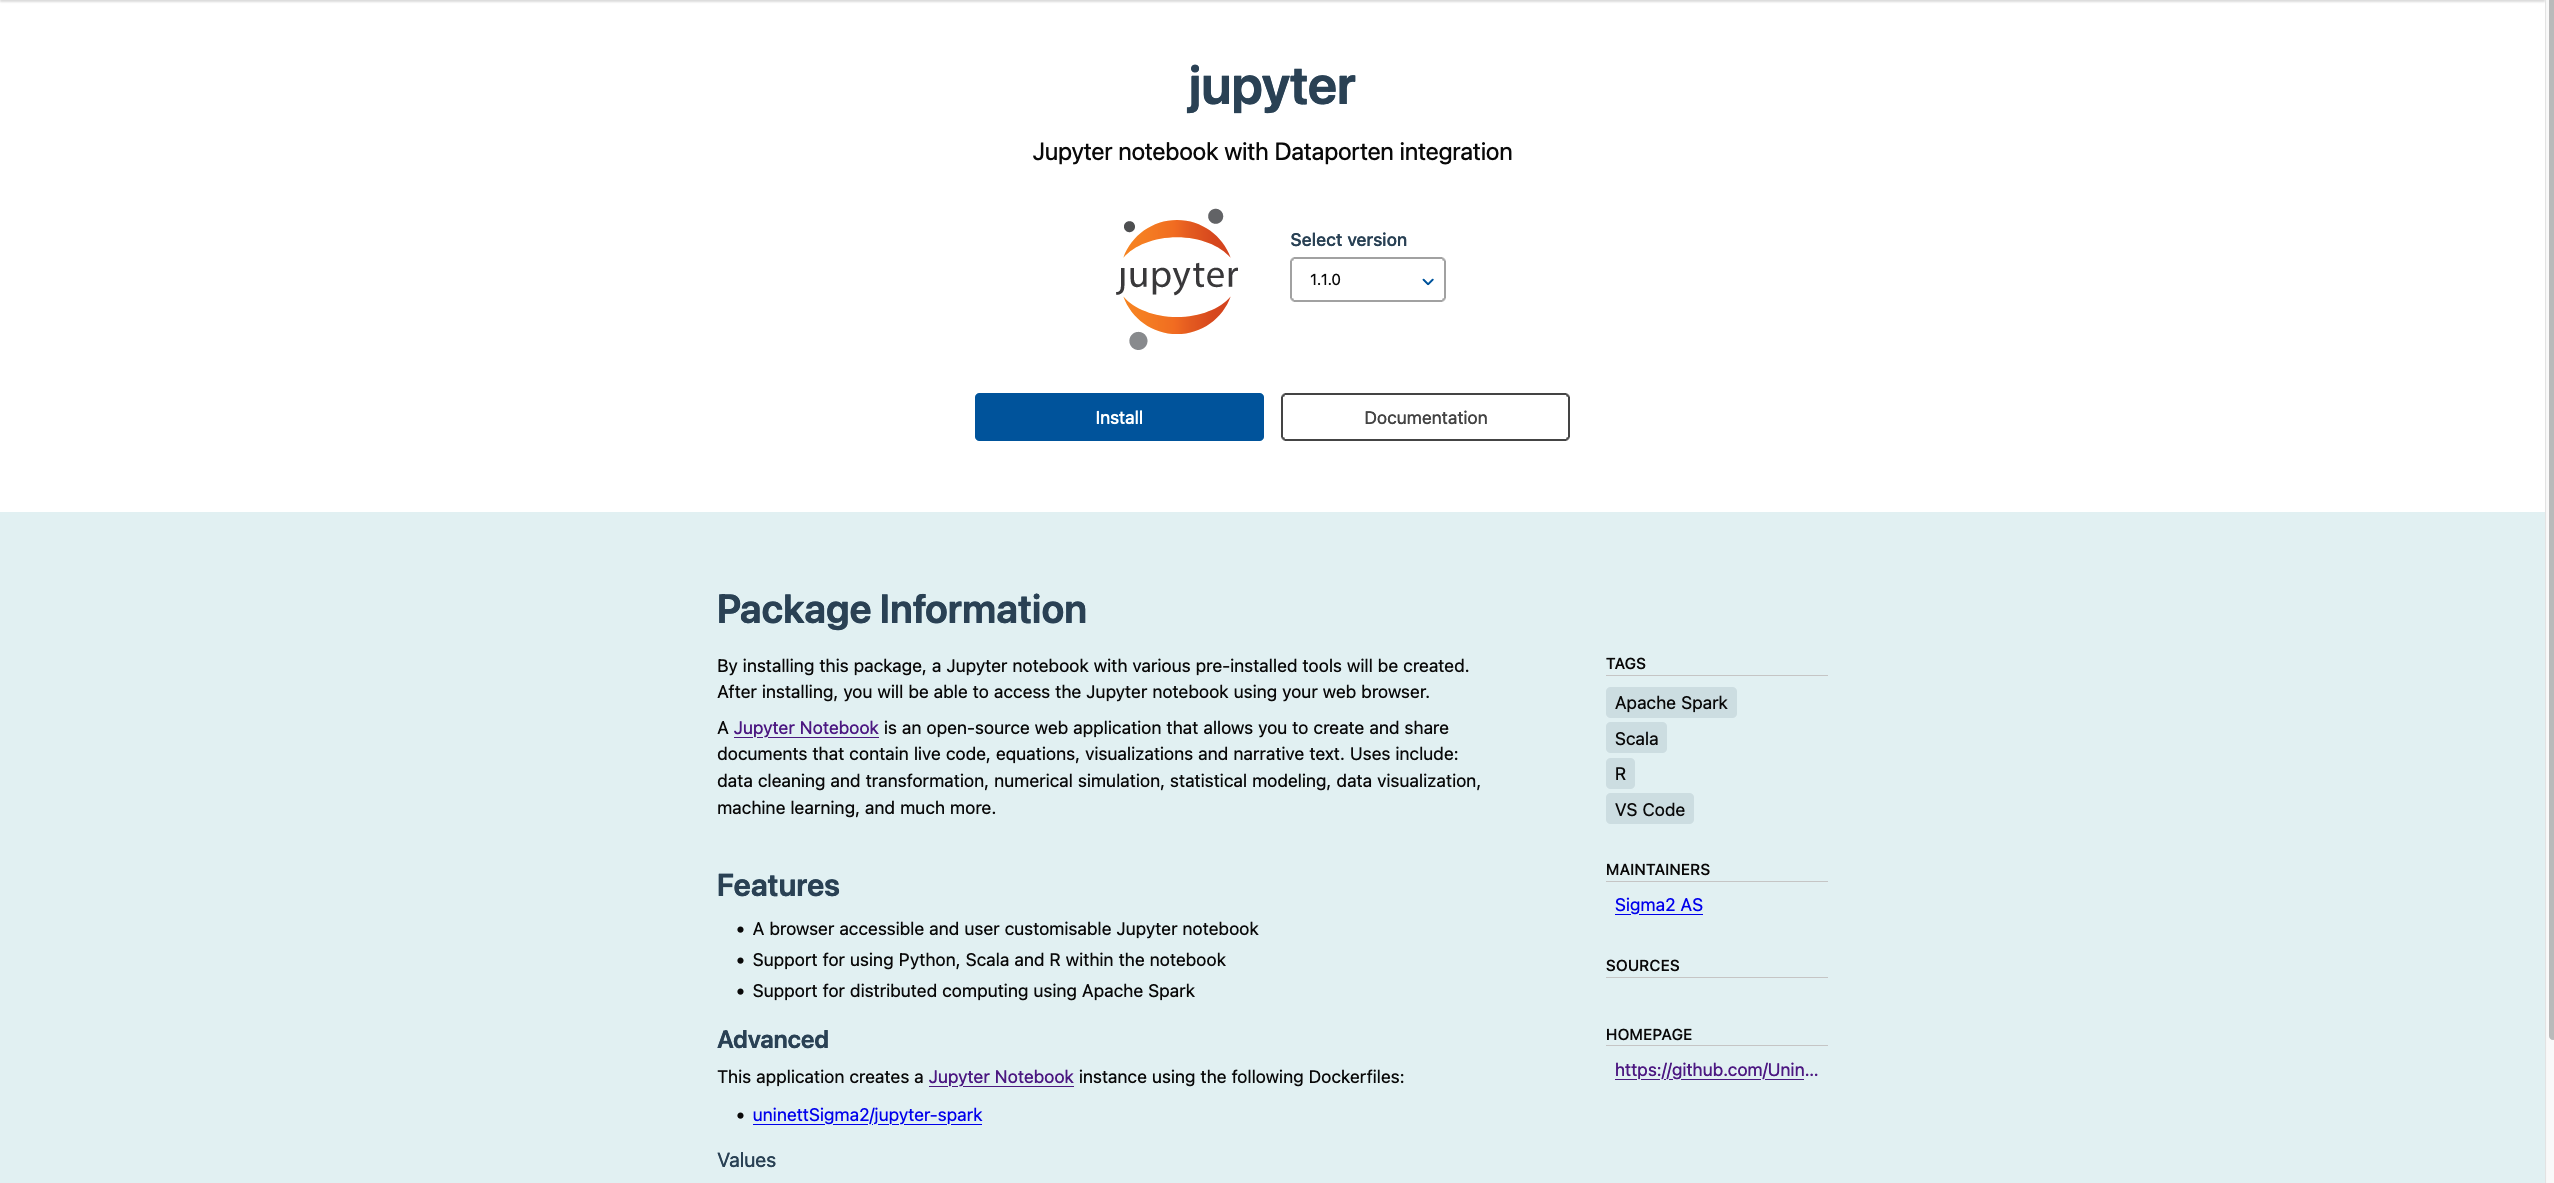 jupyter
Jupyter notebook with Dataporten integration
jupyter
Select version
1.1.0
Install
Documentation
Package Information
By installing this package, a Jupyter notebook with various pre-installed tools will be created.
After installing, you will be able to access the Jupyter notebook using your web browser.
A Jupyter Notebook is an open-source web application that allows you to create and share
documents that contain live code, equations, visualizations and narrative text. Uses include:
data cleaning and transformation, numerical simulation, statistical modeling, data visualization,
machine learning, and much more.
Features
• A browser accessible and user customisable Jupyter notebook
• Support for using Python, Scala and R within the notebook
• Support for distributed computing using Apache Spark
Advanced
This application creates a Jupyter Notebook instance using the following Dockerfiles:
• uninettSigma2/jupyter-spark
Values
TAGS
Apache Spark
Scala
R
VS Code
MAINTAINERS
Sigma2 AS
SOURCES
HOMEPAGE
https://github.com/Unin...